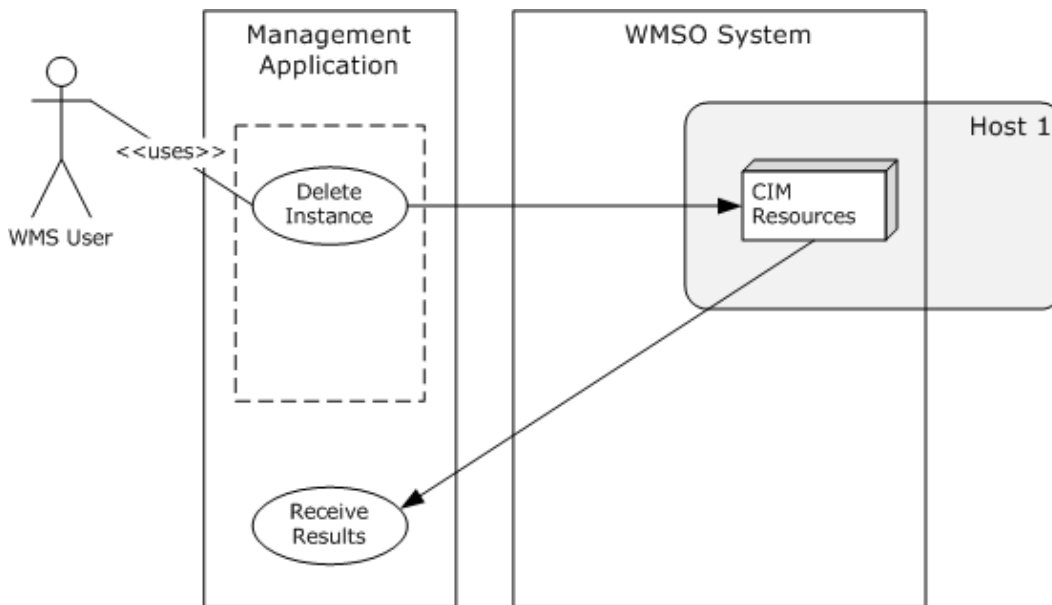 Management
Application
WMSO System
Host 1
<<uses>>
Delete
Instance
CIM
Resources
WMS User
Receive
Results